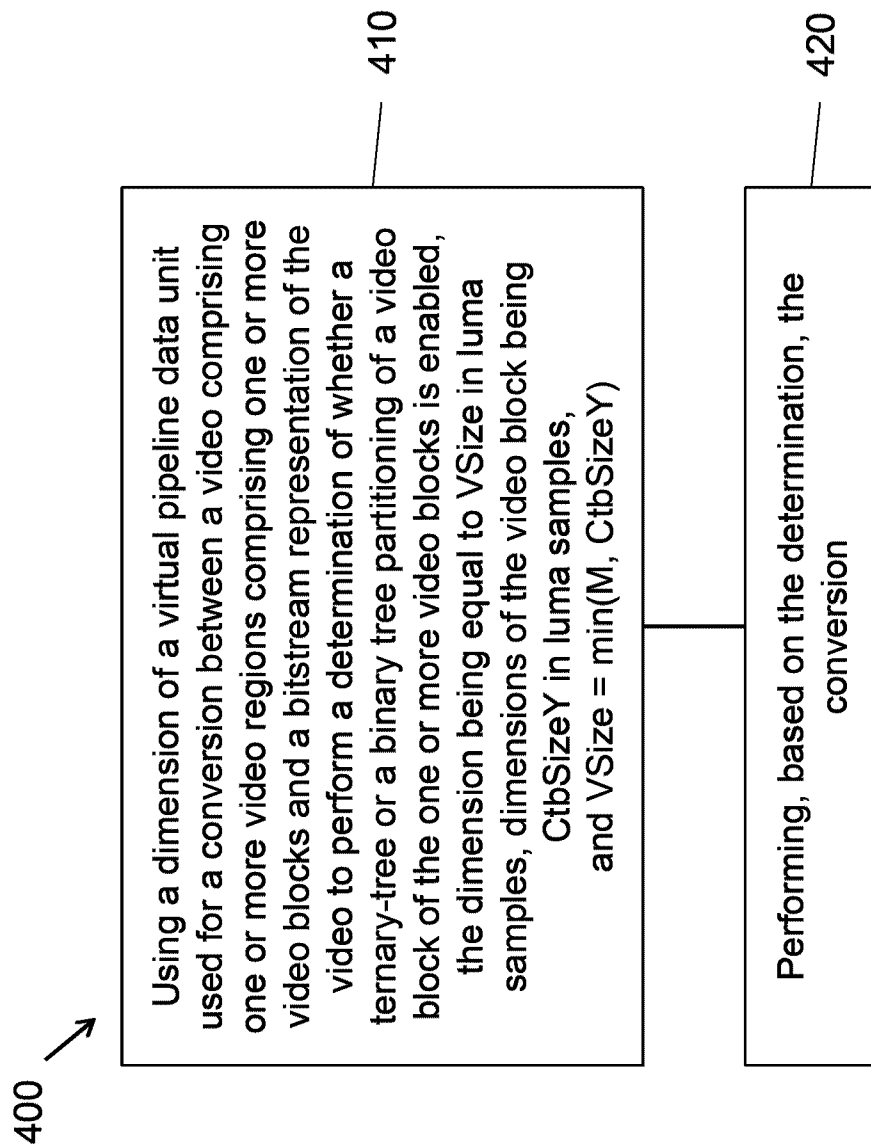 400
Using a dimension of a virtual pipeline data unit
used for a conversion between a video comprising
one or more video regions comprising one or more
video blocks and a bitstream representation of the
video to perform a determination of whether a
ternary-tree or a binary tree partitioning of a video
block of the one or more video blocks is enabled,
the dimension being equal to VSize in luma
samples, dimensions of the video block being
CtbSizeY in luma samples,
and VSize = min(M, CtbSizeY)
410
Performing, based on the determination, the
conversion
420